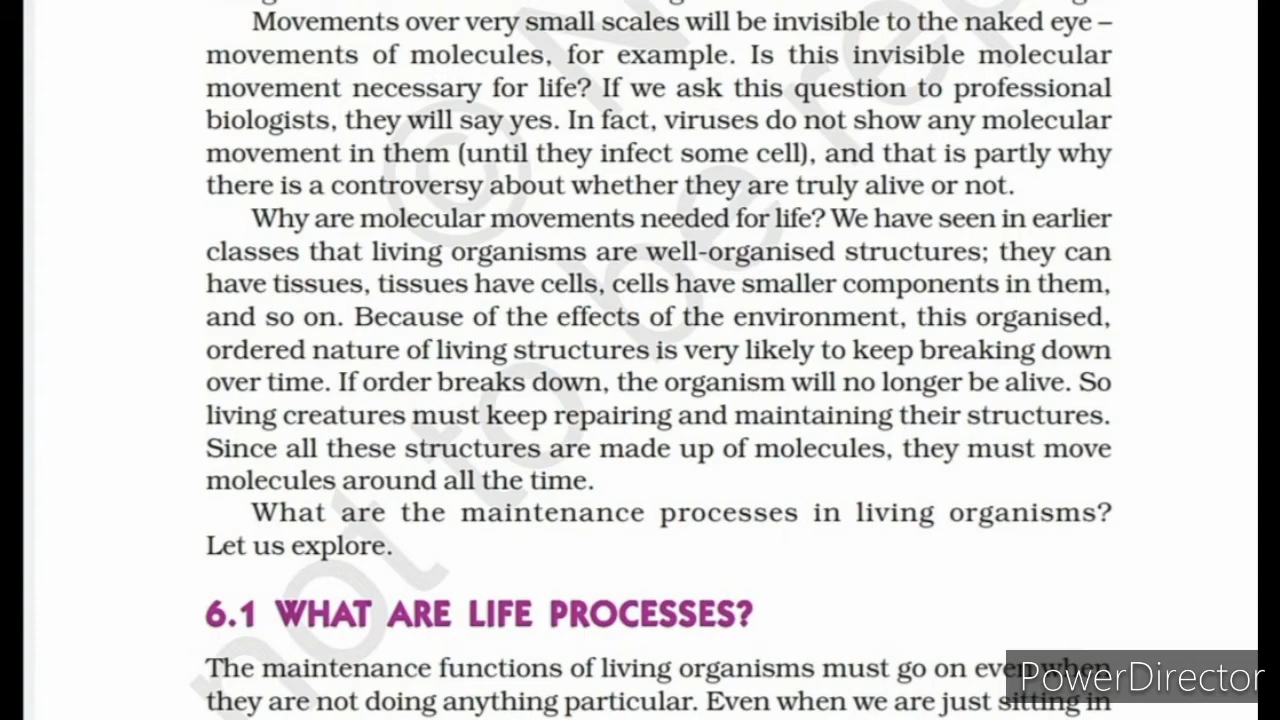 Movements over very small scales will be invisible to the naked eye –
movements of molecules, for example. Is this invisible molecular
movement necessary for life? If we ask this question to professional
biologists, they will say yes. In fact, viruses do not show any molecular
movement in them (until they infect some cell), and that is partly why
there is a controversy about whether they are truly alive or not.
Why are molecular movements needed for life? We have seen in earlier
classes that living organisms are well-organised structures; they can
have tissues, tissues have cells, cells have smaller components in them,
and so on. Because of the effects of the environment, this organised,
ordered nature of living structures is very likely to keep breaking down
over time. If order breaks down, the organism will no longer be alive. So
living creatures must keep repairing and maintaining their structures.
Since all these structures are made up of molecules, they must move
molecules around all the time.
What are the maintenance processes in living organisms?
Let us explore.
6.1 WHAT ARE LIFE PROCESSES?
The maintenance functions of living organisms must go on even when
they are not doing anything particular. Even when we are just sitting in
PowerDirector
© N
not to be rep